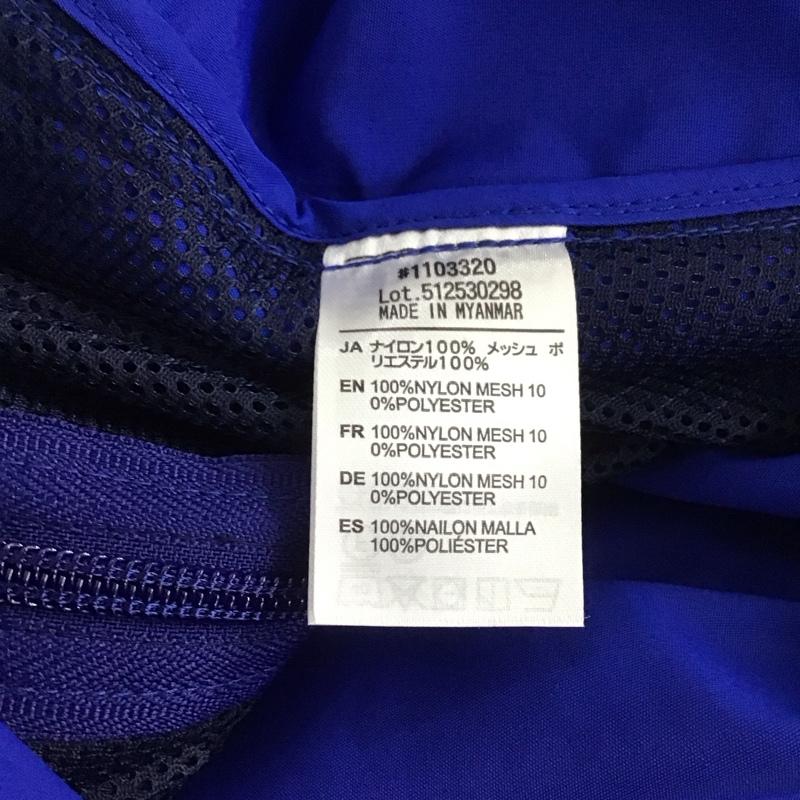 #1103320
Lot.512530298
MADE IN MYANMAR
JA ナイロン100% メッシュ ポ
リエステル100%
EN 100%NYLON MESH 10
0%POLYESTER
FR 100%NYLON MESH 10
0%POLYESTER
DE 100%NYLON MESH 10
0%POLYESTER
ES 100%NAILON MALLA
100%POLIÉSTER